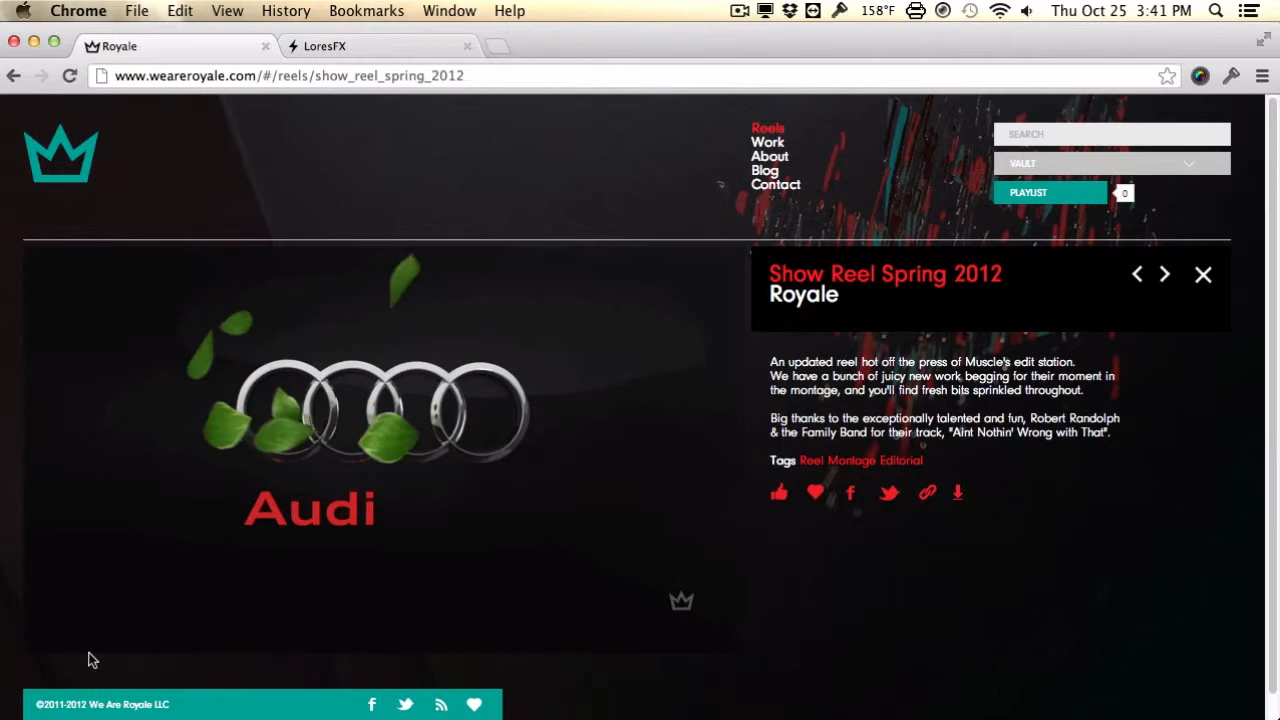 Chrome File Edit View History Bookmarks Window Help 158°F Thu Oct 25 3:41 PM
Royale LoresFX
www.weareroyale.com/#/reels/show_reel_spring_2012
Reels
Work
About
Blog
Contact
SEARCH
VAULT
PLAYLIST 0
Show Reel Spring 2012
Royale
An updated reel hot off the press of Muscle's edit station.
We have a bunch of juicy new work begging for their moment in
the montage, and you'll find fresh bits sprinkled throughout.
Big thanks to the exceptionally talented and fun, Robert Randolph
& the Family Band for their track, "Aint Nothin' Wrong with That".
Tags Reel Montage Editorial
Audi
©2011-2012 We Are Royale LLC